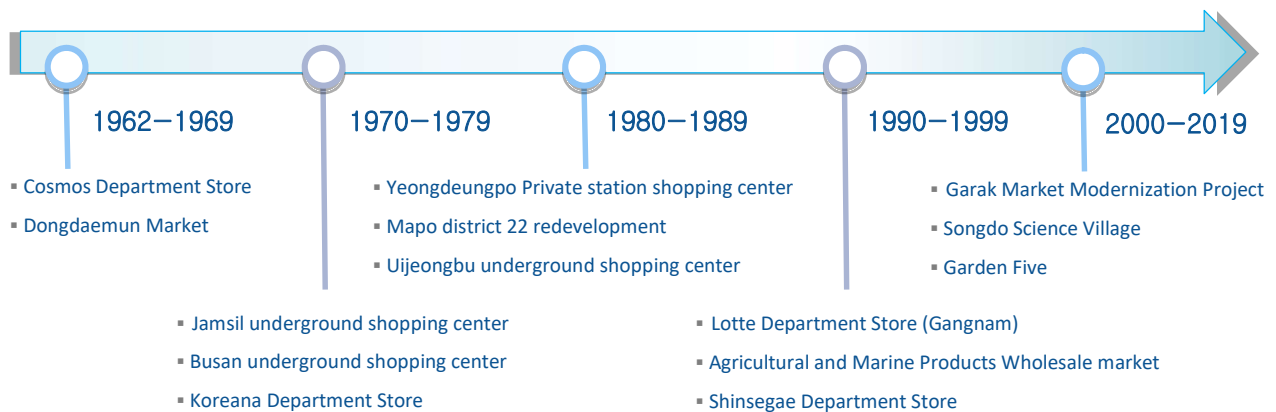 1962-1969
1970-1979
1980-1989
1990-1999
2000-2019
▪ Cosmos Department Store
▪ Dongdaemun Market
▪ Yeongdeungpo Private station shopping center
▪ Mapo district 22 redevelopment
▪ Uijeongbu underground shopping center
▪ Garak Market Modernization Project
▪ Songdo Science Village
▪ Garden Five
▪ Jamsil underground shopping center
▪ Busan underground shopping center
▪ Koreana Department Store
▪ Lotte Department Store (Gangnam)
▪ Agricultural and Marine Products Wholesale market
▪ Shinsegae Department Store